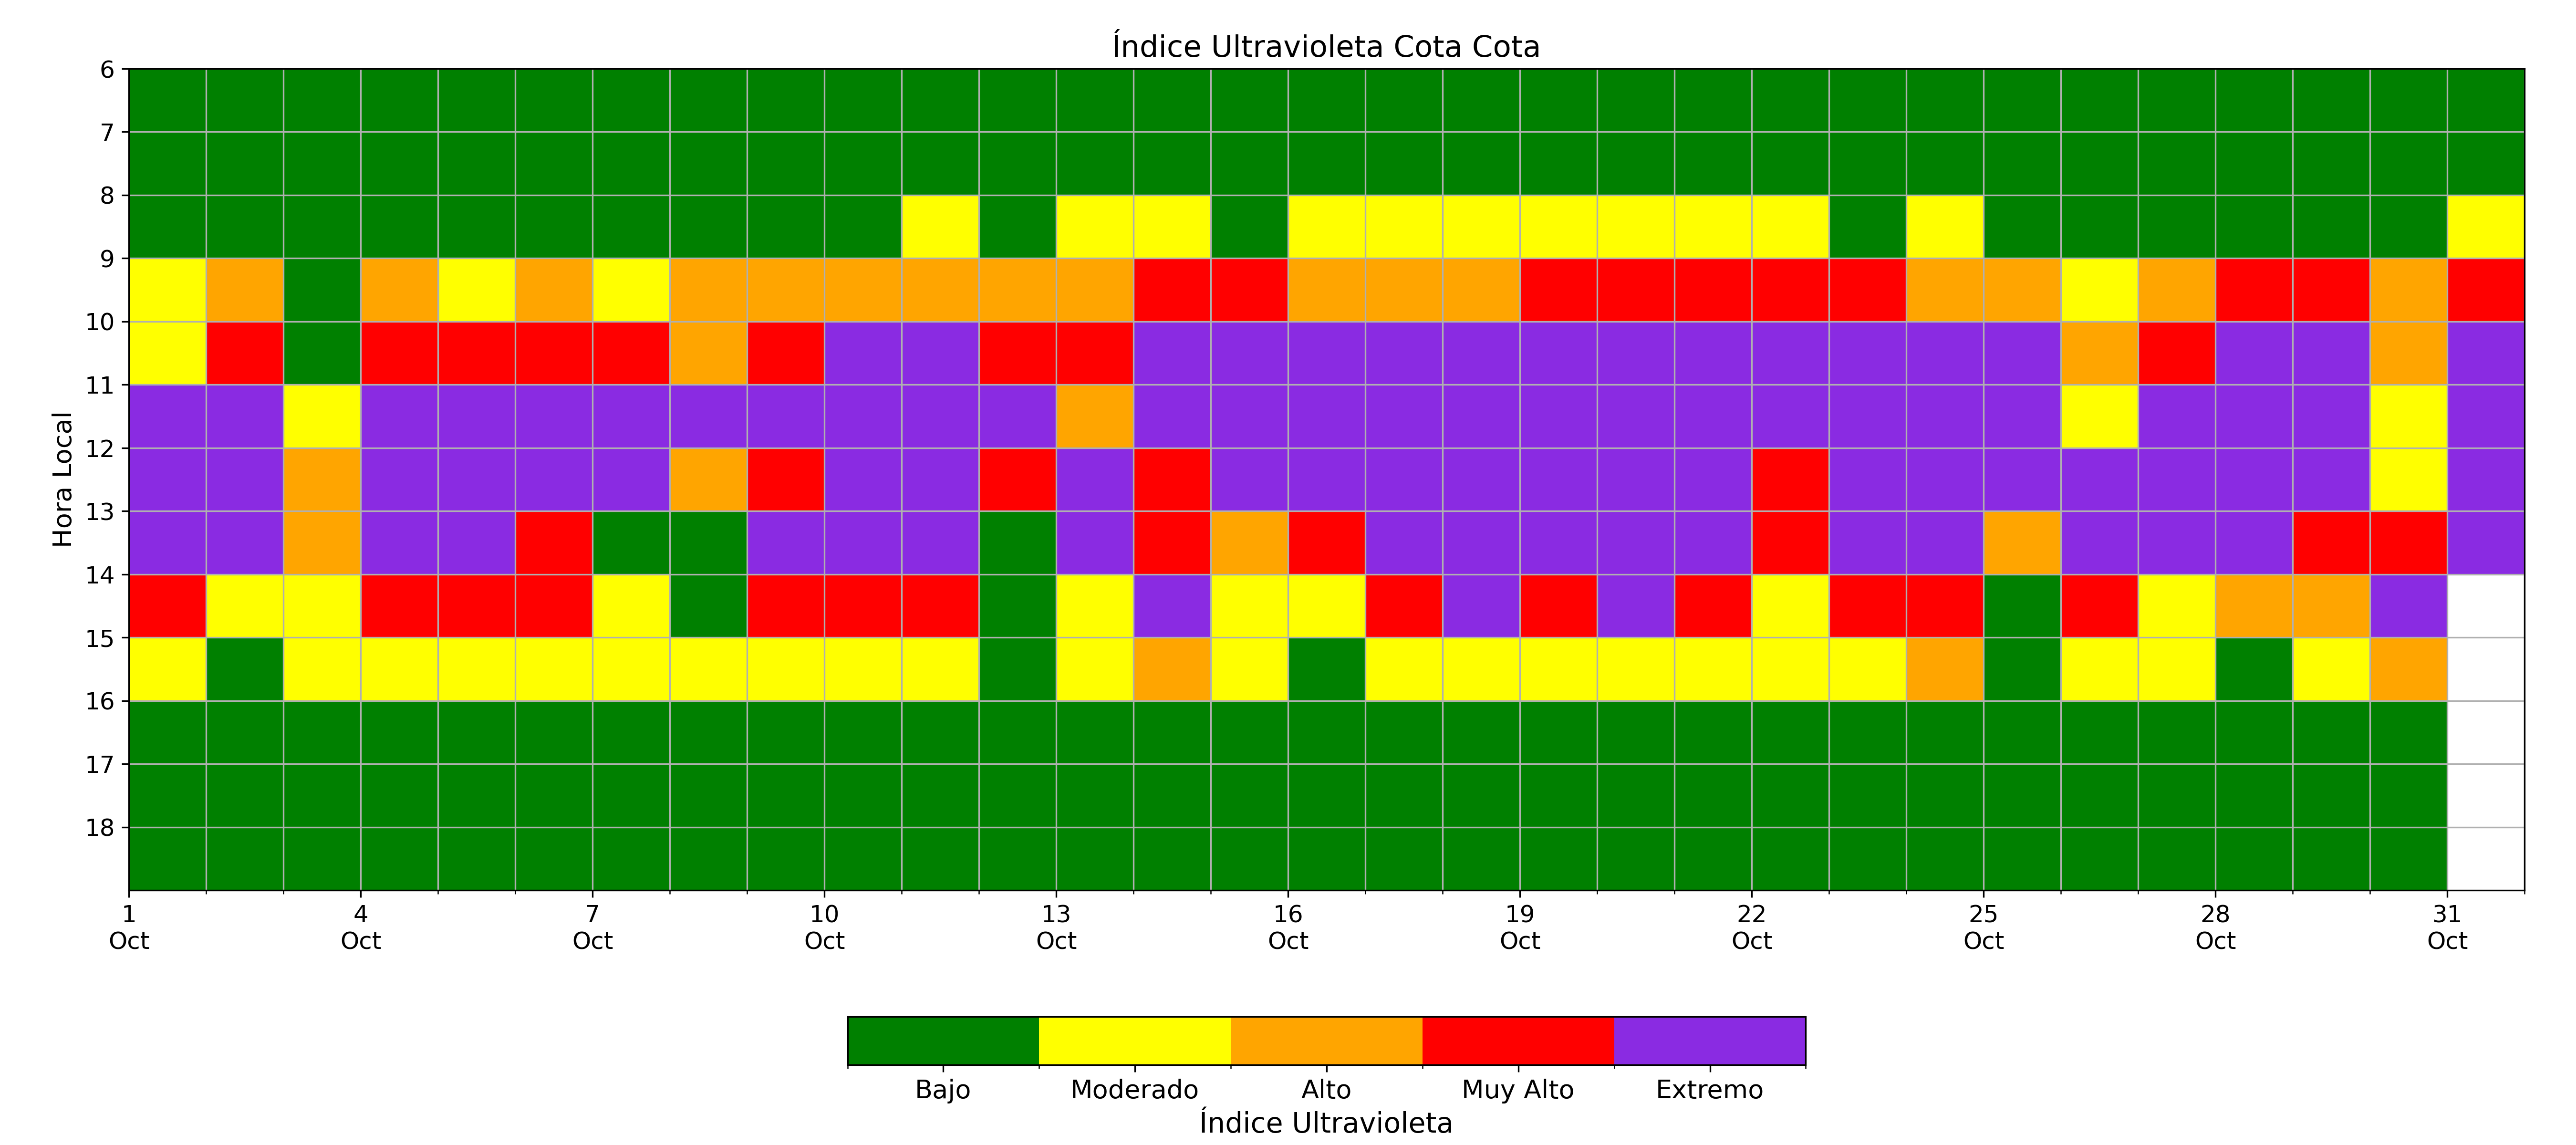 Índice Ultravioleta Cota Cota
Hora Local
6
7
8
9
10
11
12
13
14
15
16
17
18
1 4 7 10 13 16 19 22 25 28 31
Oct Oct Oct Oct Oct Oct Oct Oct Oct Oct Oct
Bajo Moderado Alto Muy Alto Extremo
Índice Ultravioleta